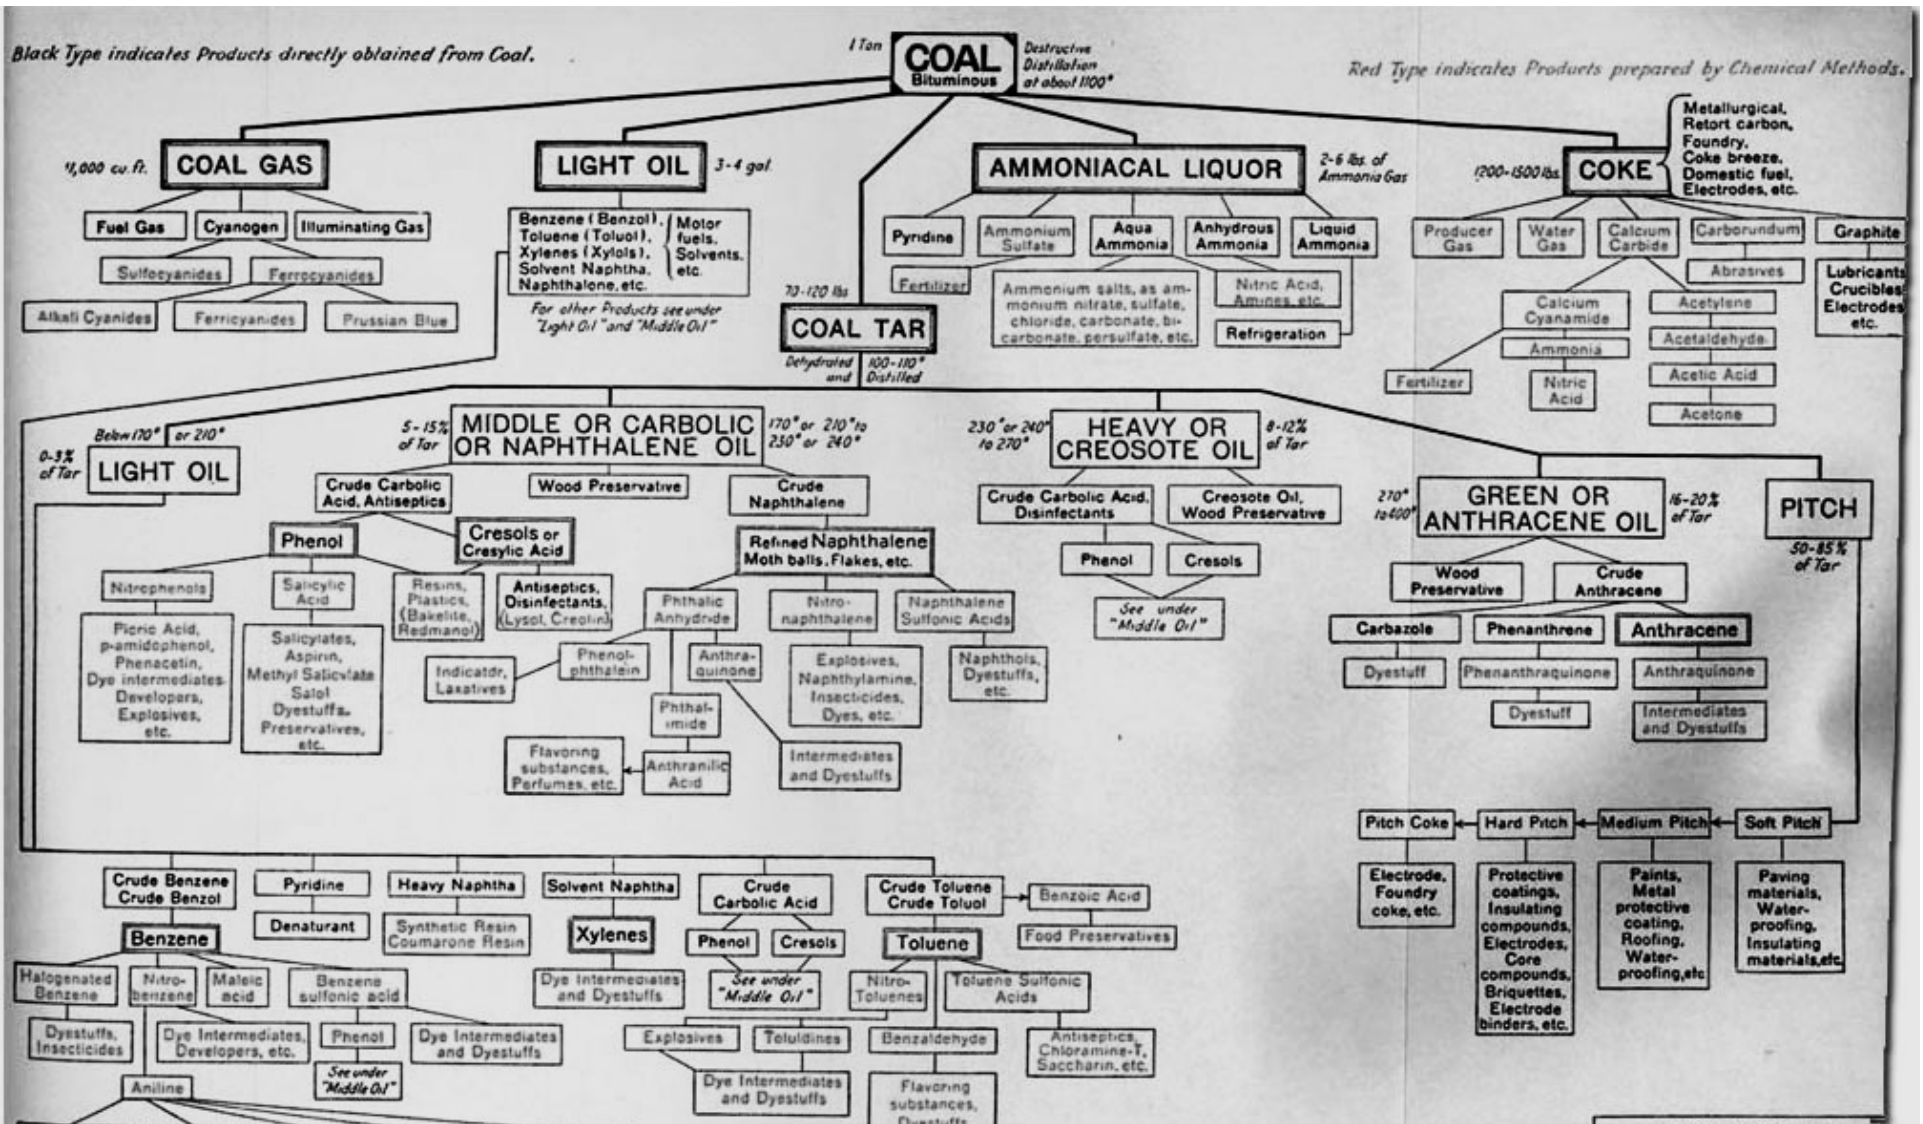 Black Type indicates Products directly obtained from Coal.
1 Ton
COAL
Bituminous
Destructive
Distillation
at about 1100°
Red Type indicates Products prepared by Chemical Methods.
COAL GAS
LIGHT OIL
3-4 gal.
AMMONIACAL LIQUOR
2-6 lbs. of
Ammonia Gas
1200-1500 lbs.
COKE
Metallurgical,
Retort carbon,
Foundry,
Coke breeze,
Domestic fuel,
Electrodes, etc.
Fuel Gas
Cyanogen
Illuminating Gas
Sulfocyanides
Ferrocyanides
Alkali Cyanides
Ferricyanides
Prussian Blue
Benzene (Benzol),
Toluene (Toluol),
Xylenes (Xylols),
Solvent Naphtha,
Naphthalene, etc.
Motor
fuels,
Solvents,
etc.
For other Products see under
"Light Oil" and "Middle Oil"
Pyridine
Ammonium
Sulfate
Aqua
Ammonia
Anhydrous
Ammonia
Liquid
Ammonia
Fertilizer
Ammonium salts, as am-
monium nitrate, sulfate,
chloride, carbonate, bi-
carbonate, persulfate, etc.
Nitric Acid,
Amines, etc.
Refrigeration
Producer
Gas
Water
Gas
Calcium
Carbide
Carborundum
Graphite
Abrasives
Lubricants
Crucibles
Electrodes
etc.
Calcium
Cyanamide
Ammonia
Fertilizer
Nitric
Acid
Acetylene
Acetaldehyde
Acetic Acid
Acetone
70-120 lbs
COAL TAR
Dehydrated
and
100-110°
Distilled
Below 170° or 210°
0-3%
of Tar
LIGHT OIL
5-15%
of Tar
MIDDLE OR CARBOLIC
OR NAPHTHALENE OIL
170° or 210° to
230° or 240°
230° or 240°
to 270°
HEAVY OR
CREOSOTE OIL
8-12%
of Tar
270°
to 400°
GREEN OR
ANTHRACENE OIL
16-20%
of Tar
PITCH
50-85%
of Tar
Crude Carbolic
Acid, Antiseptics
Wood Preservative
Crude
Naphthalene
Phenol
Cresols or
Cresylic Acid
Refined Naphthalene
Moth balls, Flakes, etc.
Nitrophenols
Salicylic
Acid
Resins,
Plastics,
(Bakelite,
Redmanol)
Antiseptics,
Disinfectants,
(Lysol, Creolin)
Picric Acid,
p-amidophenol,
Phenacetin,
Dye intermediates
Developers,
Explosives,
etc.
Salicylates,
Aspirin,
Methyl Salicylate
Salol
Dyestuffs,
Preservatives,
etc.
Phthalic
Anhydride
Nitro-
naphthalene
Naphthalene
Sulfonic Acids
Indicator,
Laxatives
Phenol-
phthalein
Anthra-
quinone
Explosives,
Naphthylamine,
Insecticides,
Dyes, etc.
Naphthols,
Dyestuffs,
etc.
Phthal-
imide
Flavoring
substances,
Perfumes, etc.
Anthranilic
Acid
Intermediates
and Dyestuffs
Crude Carbolic Acid,
Disinfectants
Creosote Oil,
Wood Preservative
Phenol
Cresols
See under
"Middle Oil"
Wood
Preservative
Crude
Anthracene
Carbazole
Phenanthrene
Anthracene
Dyestuff
Phenanthraquinone
Anthraquinone
Dyestuff
Intermediates
and Dyestuffs
Pitch Coke
Hard Pitch
Medium Pitch
Soft Pitch
Electrode,
Foundry
coke, etc.
Protective
coatings,
Insulating
compounds,
Electrodes,
Core
compounds,
Briquettes,
Electrode
binders, etc.
Paints,
Metal
protective
coating,
Roofing,
Water-
proofing, etc
Paving
materials,
Water-
proofing,
Insulating
materials, etc.
Crude Benzene
Crude Benzol
Pyridine
Heavy Naphtha
Solvent Naphtha
Crude
Carbolic Acid
Crude Toluene
Crude Toluol
Benzoic Acid
Benzene
Denaturant
Synthetic Resin
Coumarone Resin
Xylenes
Phenol
Cresols
Toluene
Food Preservatives
Halogenated
Benzene
Nitro-
benzene
Maleic
acid
Benzene
sulfonic acid
Dye Intermediates
and Dyestuffs
See under
"Middle Oil"
Nitro-
Toluenes
Toluene Sulfonic
Acids
Dyestuffs,
Insecticides
Dye Intermediates,
Developers, etc.
Phenol
Dye Intermediates
and Dyestuffs
Explosives
Toluidines
Benzaldehyde
Antiseptics,
Chloramine-T,
Saccharin, etc.
Aniline
See under
"Middle Oil"
Dye Intermediates
and Dyestuffs
Flavoring
substances,
Dyestuffs